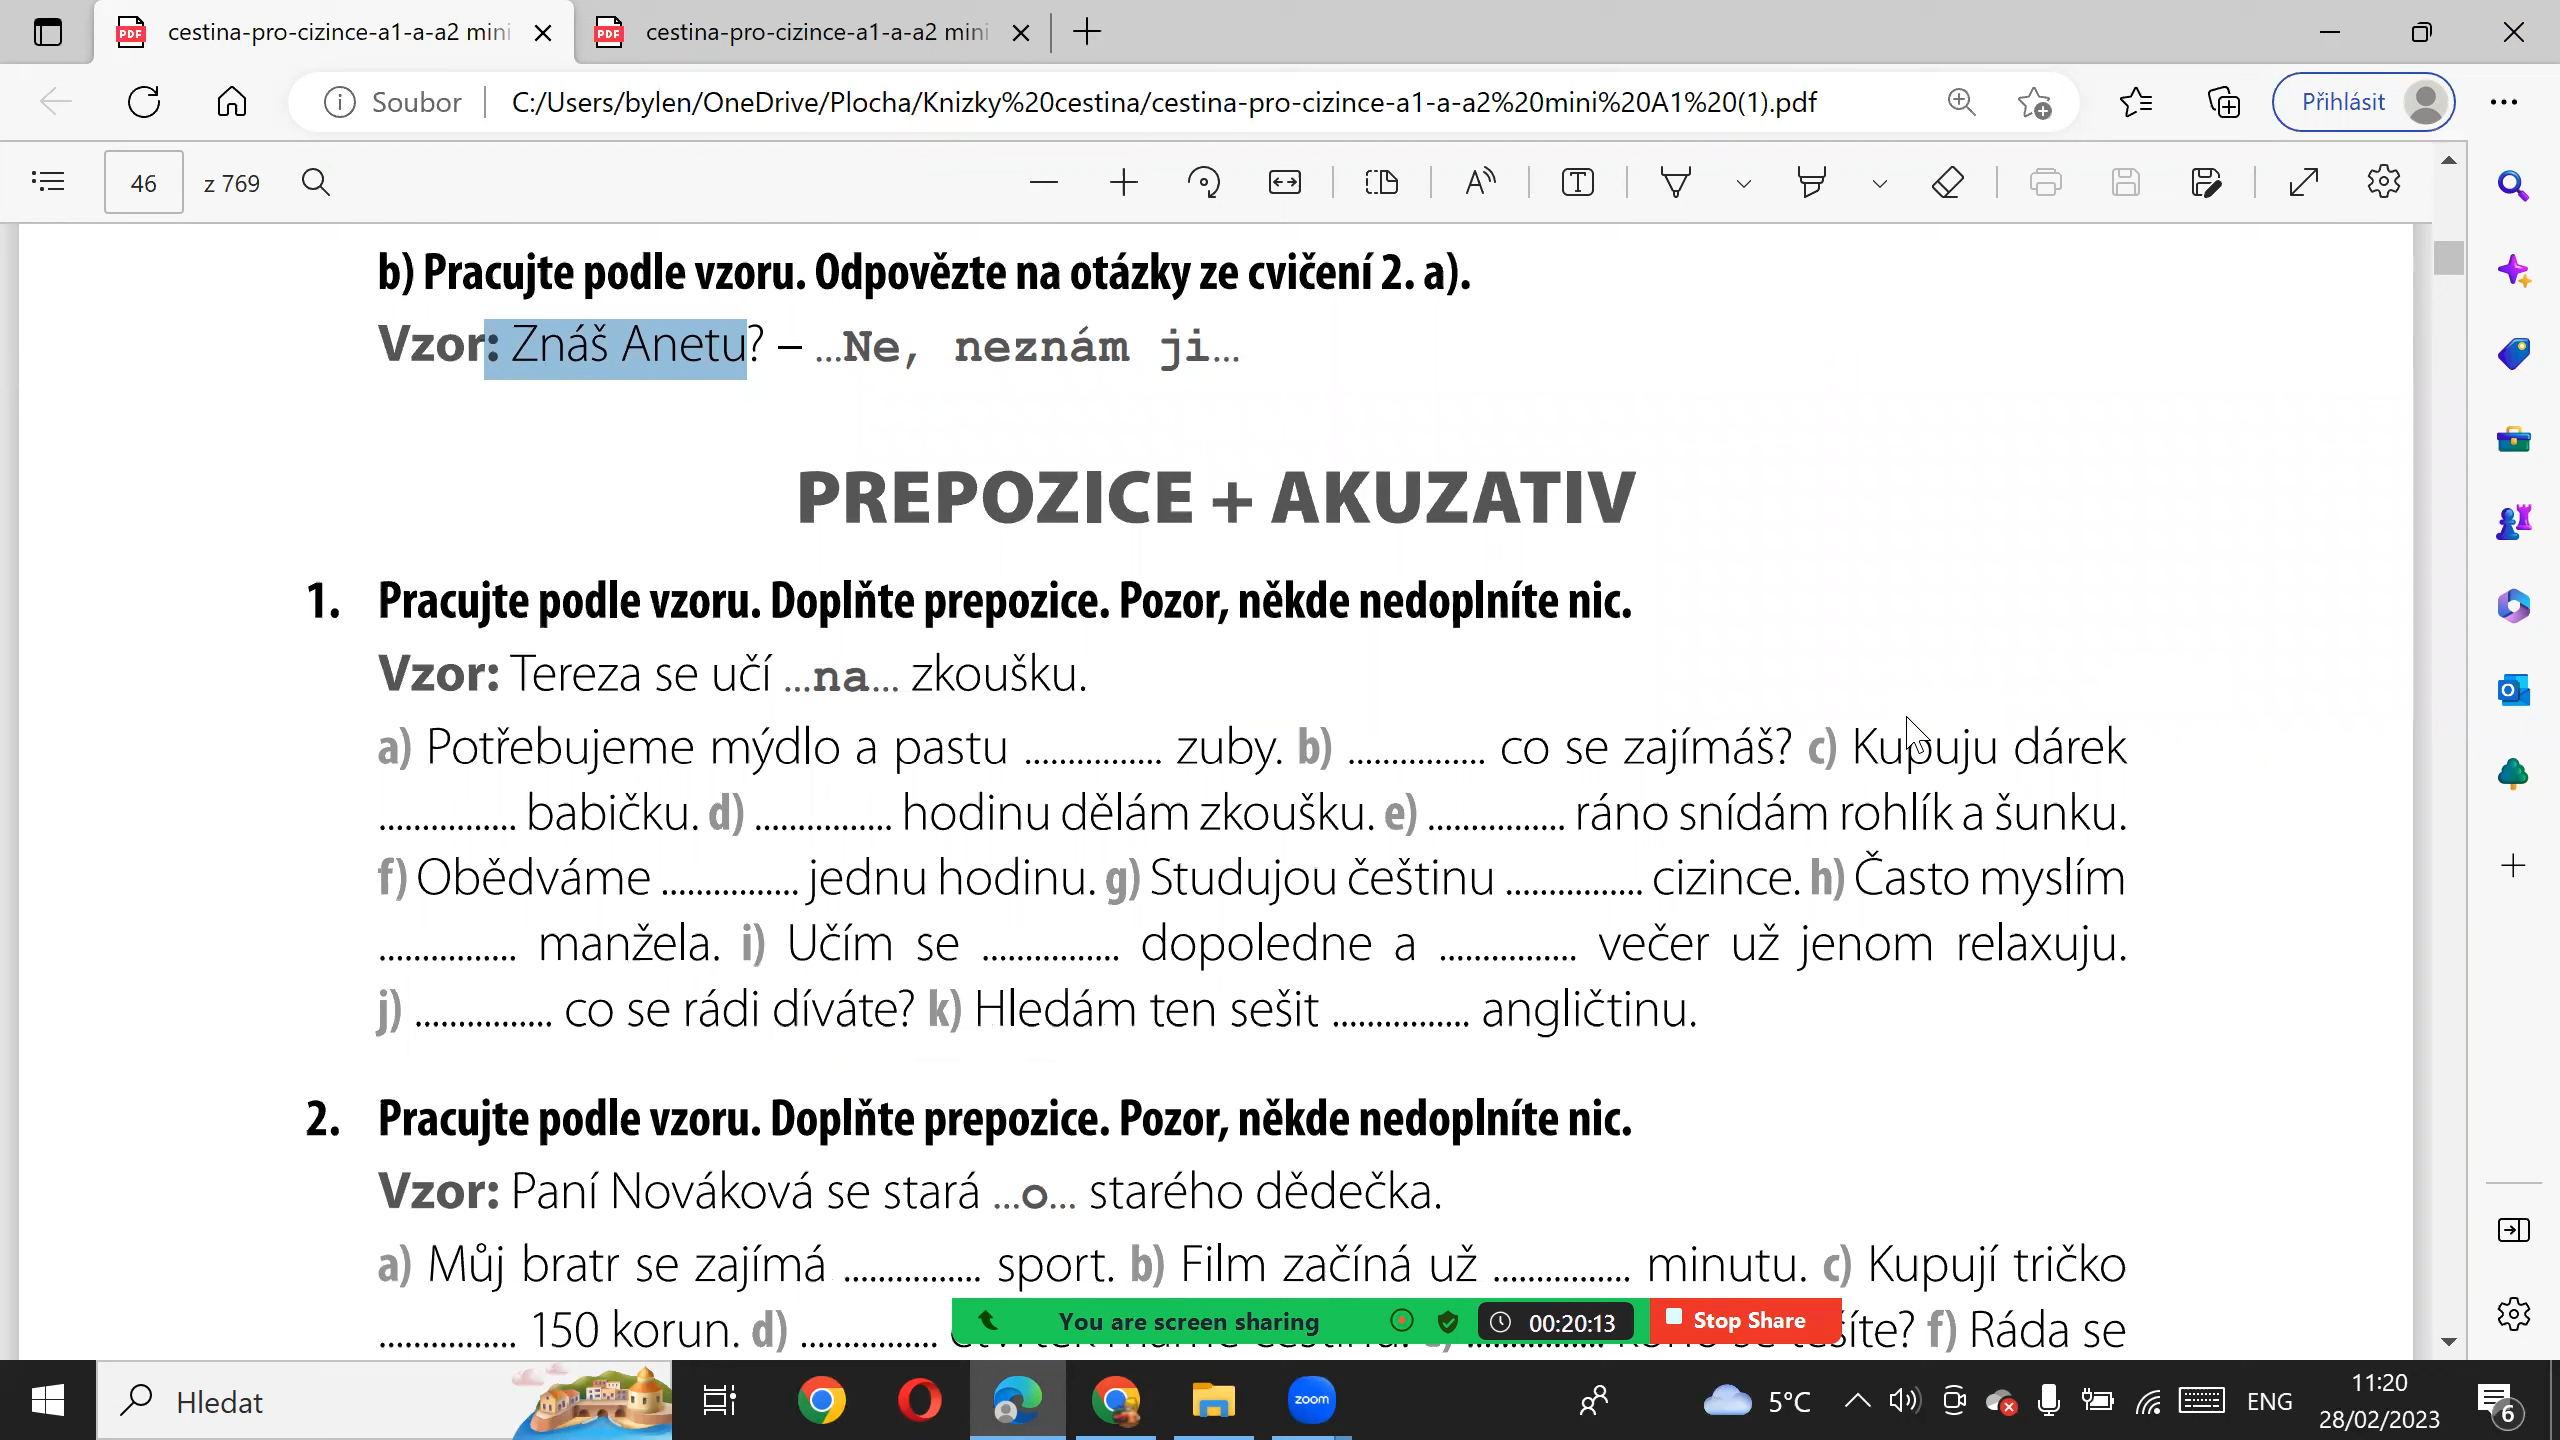 cestina-pro-cizince-a1-a-a2 mini
cestina-pro-cizince-a1-a-a2 mini
Soubor
C:/Users/bylen/OneDrive/Plocha/Knizky%20cestina/cestina-pro-cizince-a1-a-a2%20mini%20A1%20(1).pdf
Přihlásit
46 z 769
b) Pracujte podle vzoru. Odpovězte na otázky ze cvičení 2. a).
Vzor: Znáš Anetu? – ...Ne, neznám ji...
PREPOZICE + AKUZATIV
1. Pracujte podle vzoru. Doplňte prepozice. Pozor, někde nedoplníte nic.
Vzor: Tereza se učí ...na... zkoušku.
a) Potřebujeme mýdlo a pastu ................ zuby. b) ................ co se zajímáš? c) Kupuju dárek
................ babičku. d) ................ hodinu dělám zkoušku. e) ................ ráno snídám rohlík a šunku.
f) Obědváme ................ jednu hodinu. g) Studujou češtinu ................ cizince. h) Často myslím
................ manžela. i) Učím se ................ dopoledne a ................ večer už jenom relaxuju.
j) ................ co se rádi díváte? k) Hledám ten sešit ................ angličtinu.
2. Pracujte podle vzoru. Doplňte prepozice. Pozor, někde nedoplníte nic.
Vzor: Paní Nováková se stará ...o... starého dědečka.
a) Můj bratr se zajímá ................ sport. b) Film začíná už ................ minutu. c) Kupují tričko
................ 150 korun. d) ................ f) Ráda se
You are screen sharing 00:20:13 Stop Share
Hledat
zoom
5°C
ENG
11:20
28/02/2023
6